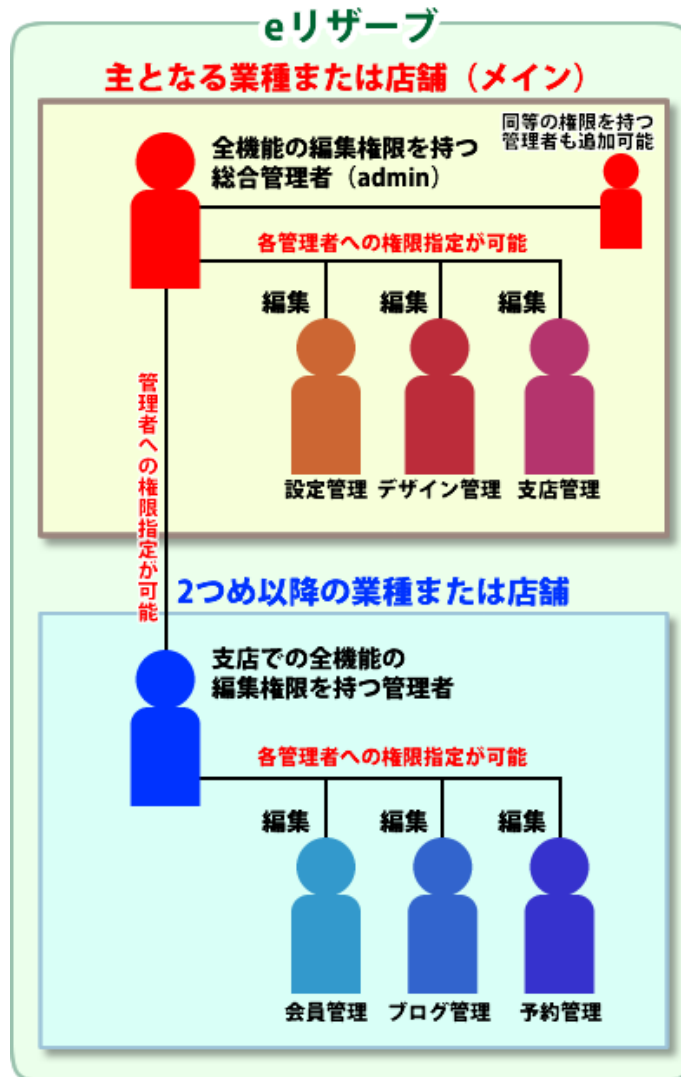 eリザーブ
主となる業種または店舗（メイン）
同等の権限を持つ
管理者も追加可能
全機能の編集権限を持つ
総合管理者（admin）
各管理者への権限指定が可能
編集 編集 編集
設定管理 デザイン管理 支店管理
管理者への権限指定が可能
2つめ以降の業種または店舗
支店での全機能の
編集権限を持つ管理者
各管理者への権限指定が可能
編集 編集 編集
会員管理 ブログ管理 予約管理